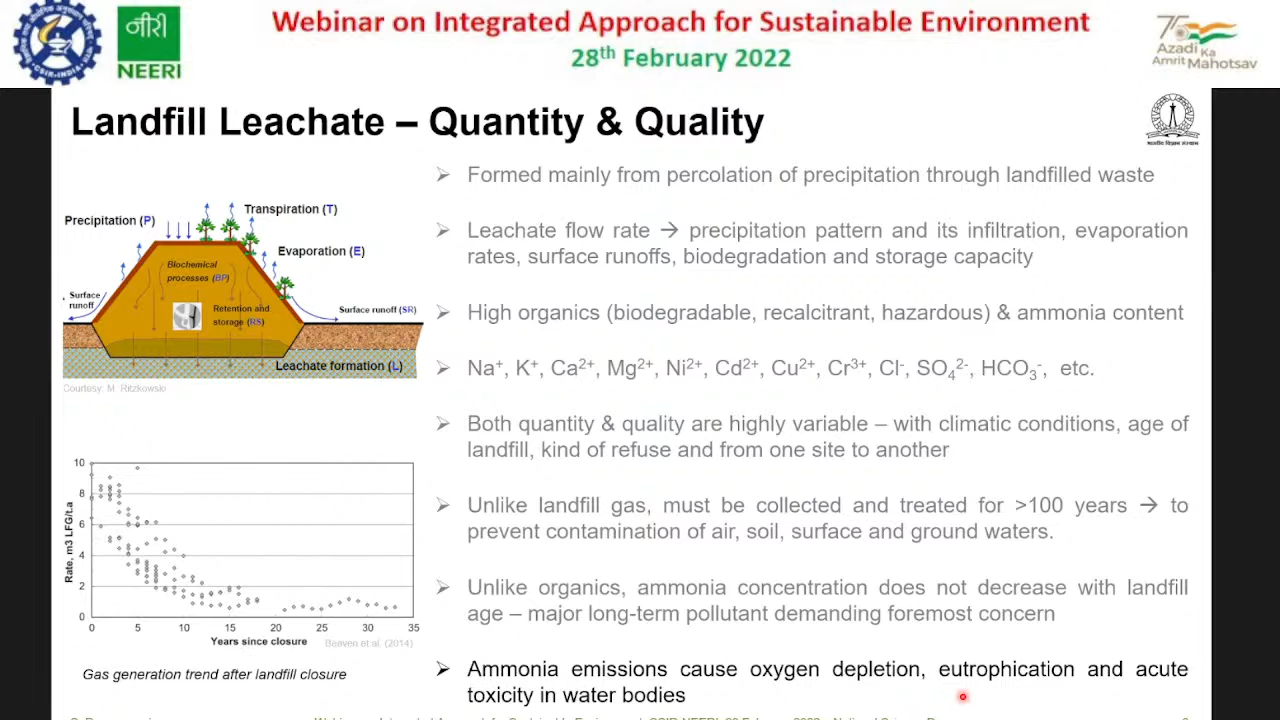 Webinar on Integrated Approach for Sustainable Environment
28th February 2022
CSIR-INDIA
नीरी
NEERI
Azadi Ka
Amrit Mahotsav
Landfill Leachate – Quantity & Quality
Precipitation (P)
Transpiration (T)
Evaporation (E)
Biochemical
processes (BP)
Surface
runoff
Retention and
storage (RS)
Surface runoff (SR)
Leachate formation (L)
Courtesy: M. Ritzkowski
10
8
6
4
2
0
Rate, m3 LFG/t.a
0 5 10 15 20 25 30 35
Years since closure
Beaven et al. (2014)
Gas generation trend after landfill closure
➢ Formed mainly from percolation of precipitation through landfilled waste
➢ Leachate flow rate → precipitation pattern and its infiltration, evaporation
rates, surface runoffs, biodegradation and storage capacity
➢ High organics (biodegradable, recalcitrant, hazardous) & ammonia content
➢ Na⁺, K⁺, Ca²⁺, Mg²⁺, Ni²⁺, Cd²⁺, Cu²⁺, Cr³⁺, Cl⁻, SO₄²⁻, HCO₃⁻, etc.
➢ Both quantity & quality are highly variable – with climatic conditions, age of
landfill, kind of refuse and from one site to another
➢ Unlike landfill gas, must be collected and treated for >100 years → to
prevent contamination of air, soil, surface and ground waters.
➢ Unlike organics, ammonia concentration does not decrease with landfill
age – major long-term pollutant demanding foremost concern
➢ Ammonia emissions cause oxygen depletion, eutrophication and acute
toxicity in water bodies